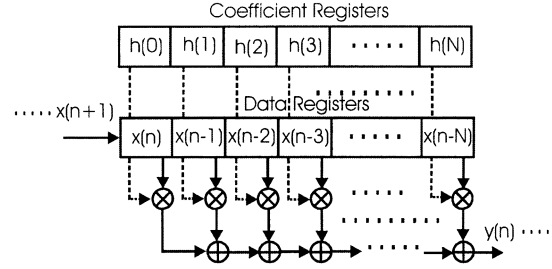 Coefficient Registers
h(0) h(1) h(2) h(3) ..... h(N)
Data Registers
..... x(n+1)
x(n) x(n-1) x(n-2) x(n-3) ..... x(n-N)
y(n) .....